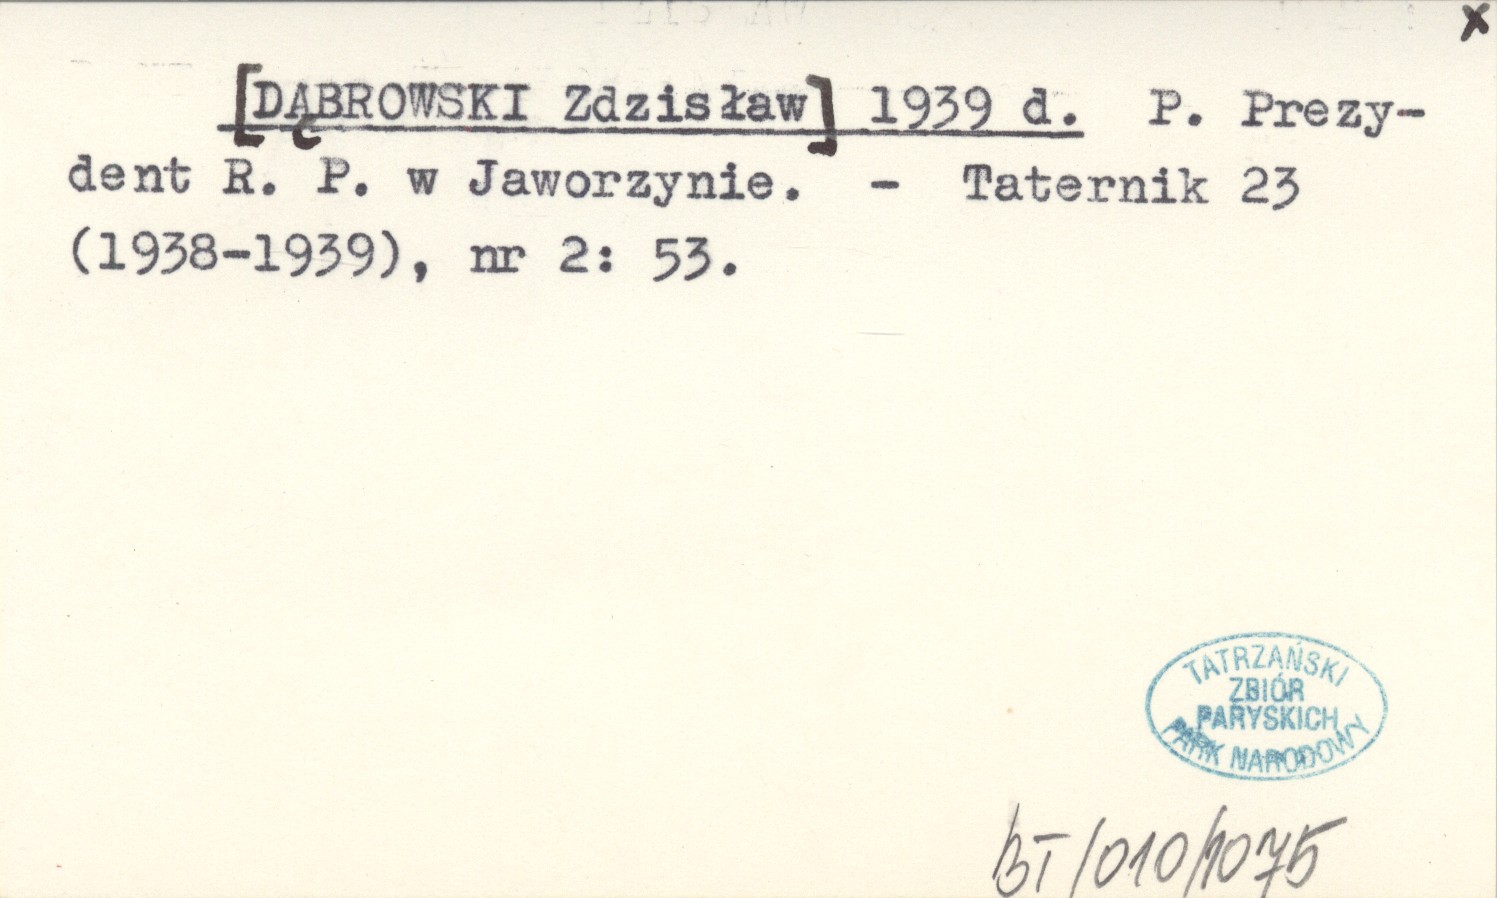 x
[DĄBROWSKI Zdzisław] 1939 d. P. Prezy-
dent R. P. w Jaworzynie. - Taternik 23
(1938-1939), nr 2: 53.
TATRZAŃSKI
ZBIÓR
PARYSKICH
PARK NARODOWY
BT/010/1075